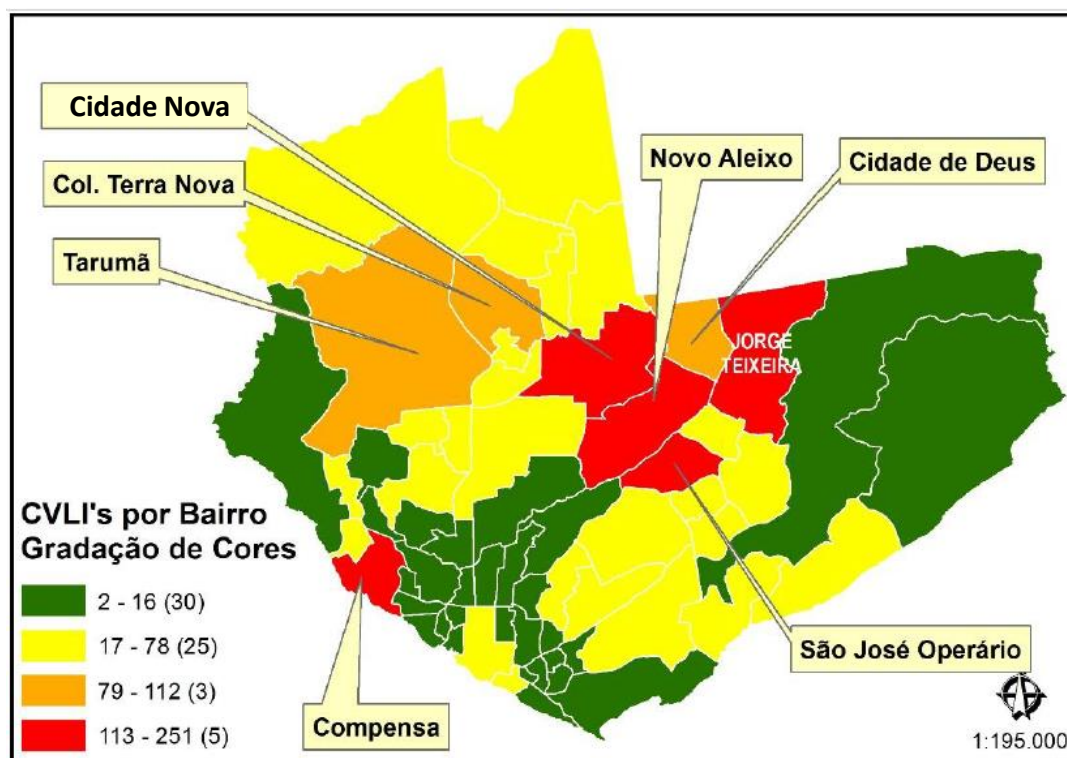 Cidade Nova
Novo Aleixo
Cidade de Deus
Col. Terra Nova
Tarumã
JORGE
TEIXEIRA
CVLI's por Bairro
Gradação de Cores
2 - 16 (30)
17 - 78 (25)
79 - 112 (3)
113 - 251 (5)
São José Operário
Compensa
1:195.000